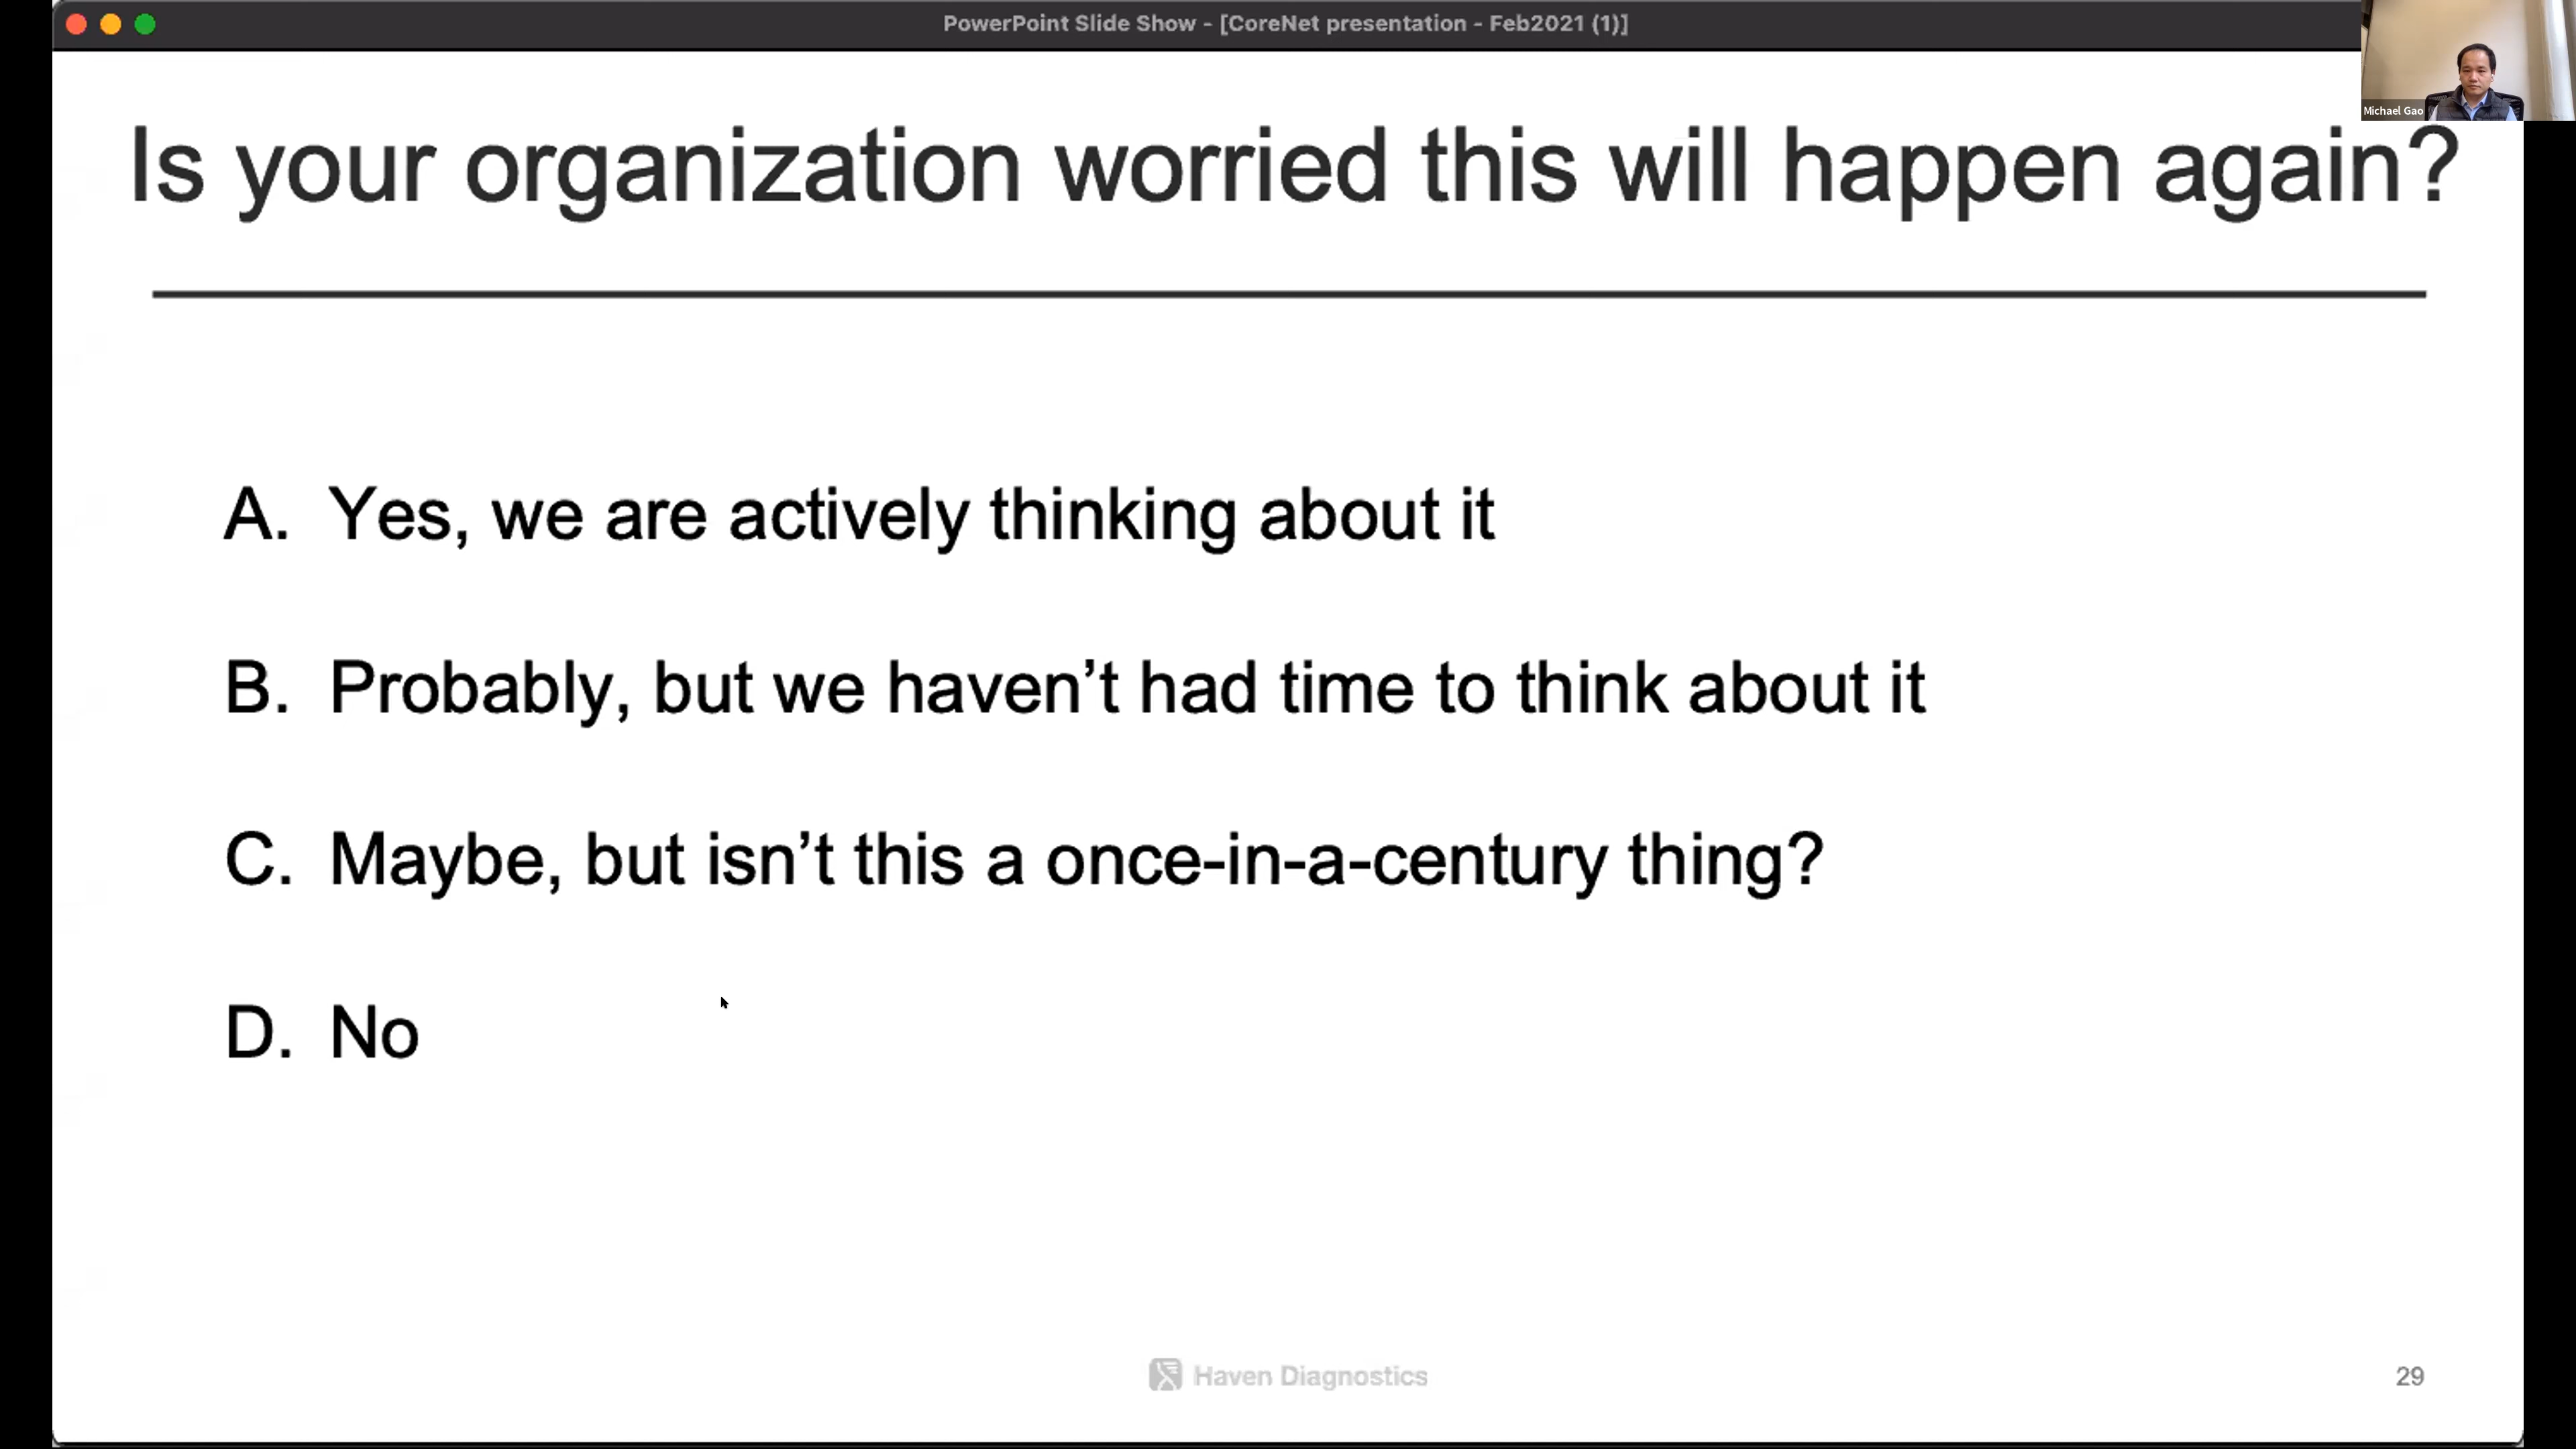 PowerPoint Slide Show - [CoreNet presentation - Feb2021 (1)]
Michael Gao
Is your organization worried this will happen again?
A. Yes, we are actively thinking about it
B. Probably, but we haven’t had time to think about it
C. Maybe, but isn’t this a once-in-a-century thing?
D. No
Haven Diagnostics
29